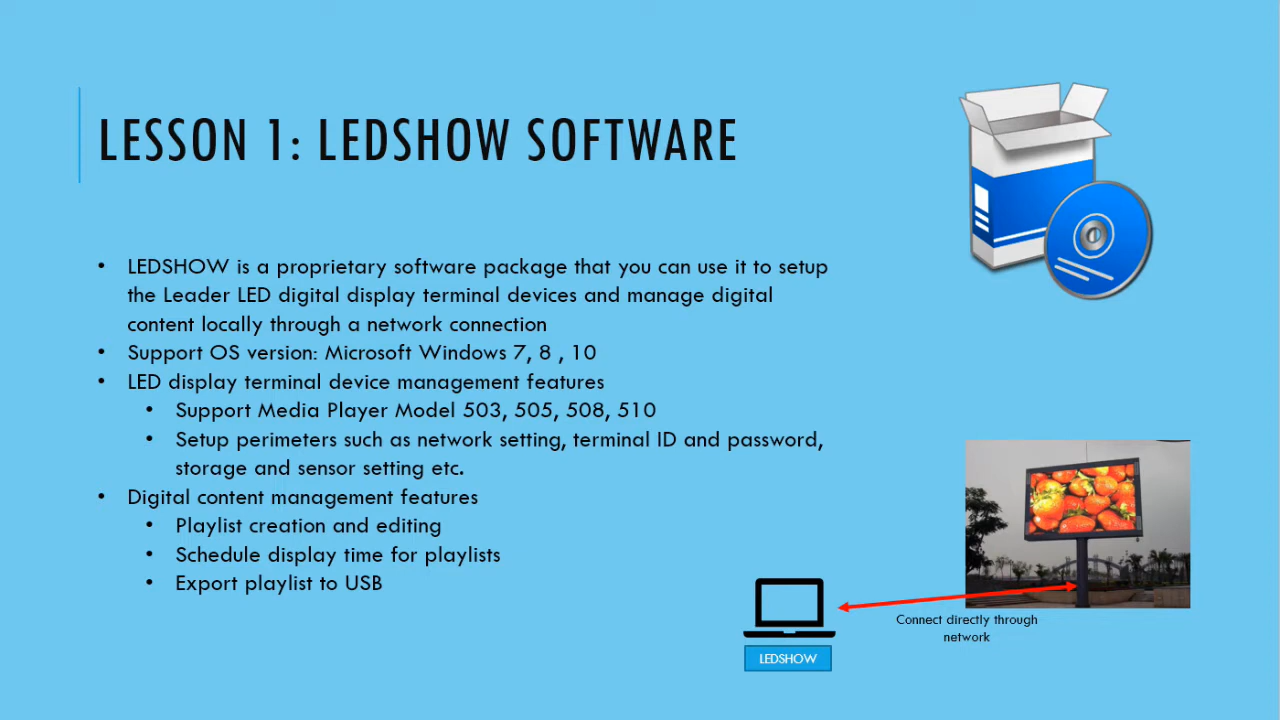 LESSON 1: LEDSHOW SOFTWARE
• LEDSHOW is a proprietary software package that you can use it to setup
the Leader LED digital display terminal devices and manage digital
content locally through a network connection
• Support OS version: Microsoft Windows 7, 8 , 10
• LED display terminal device management features
• Support Media Player Model 503, 505, 508, 510
• Setup perimeters such as network setting, terminal ID and password,
storage and sensor setting etc.
• Digital content management features
• Playlist creation and editing
• Schedule display time for playlists
• Export playlist to USB
Connect directly through
network
LEDSHOW